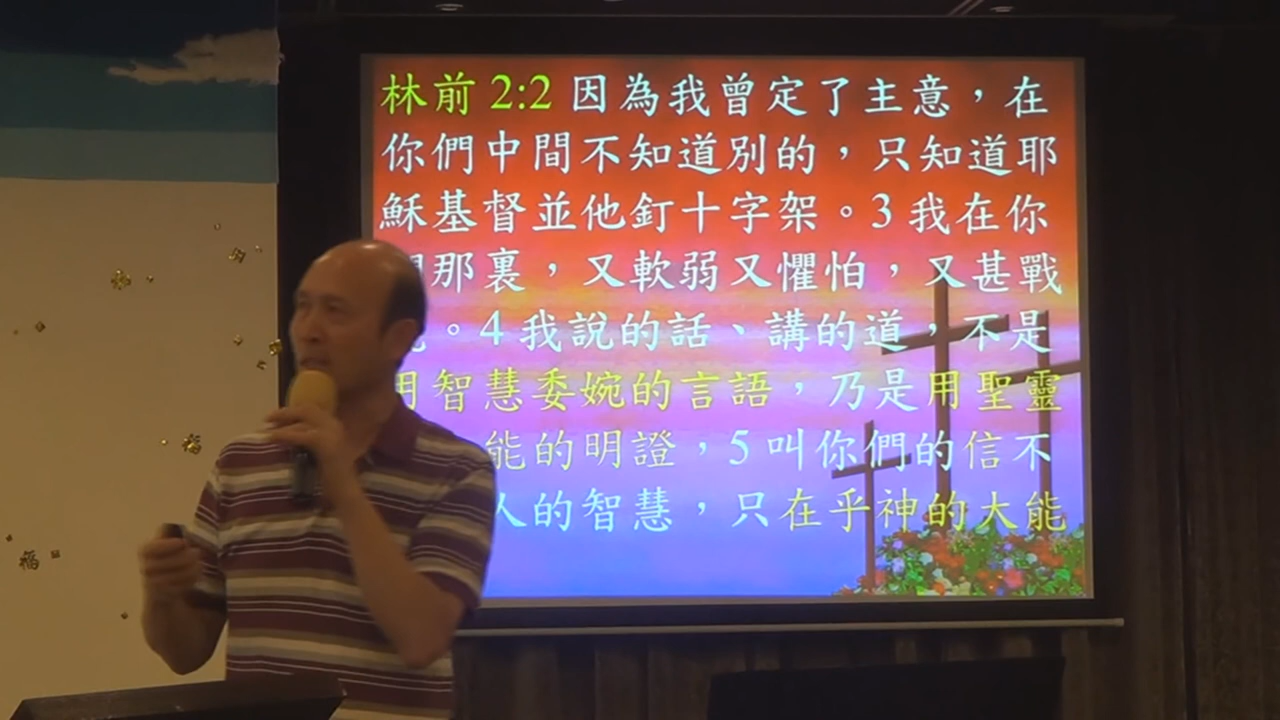 林前 2:2 因為我曾定了主意，在
你們中間不知道別的，只知道耶
穌基督並他釘十字架。3 我在你
那裏，又軟弱又懼怕，又甚戰
。4 我說的話、講的道，不是
用智慧委婉的言語，乃是用聖靈
能的明證，5 叫你們的信不
人的智慧，只在乎神的大能
福